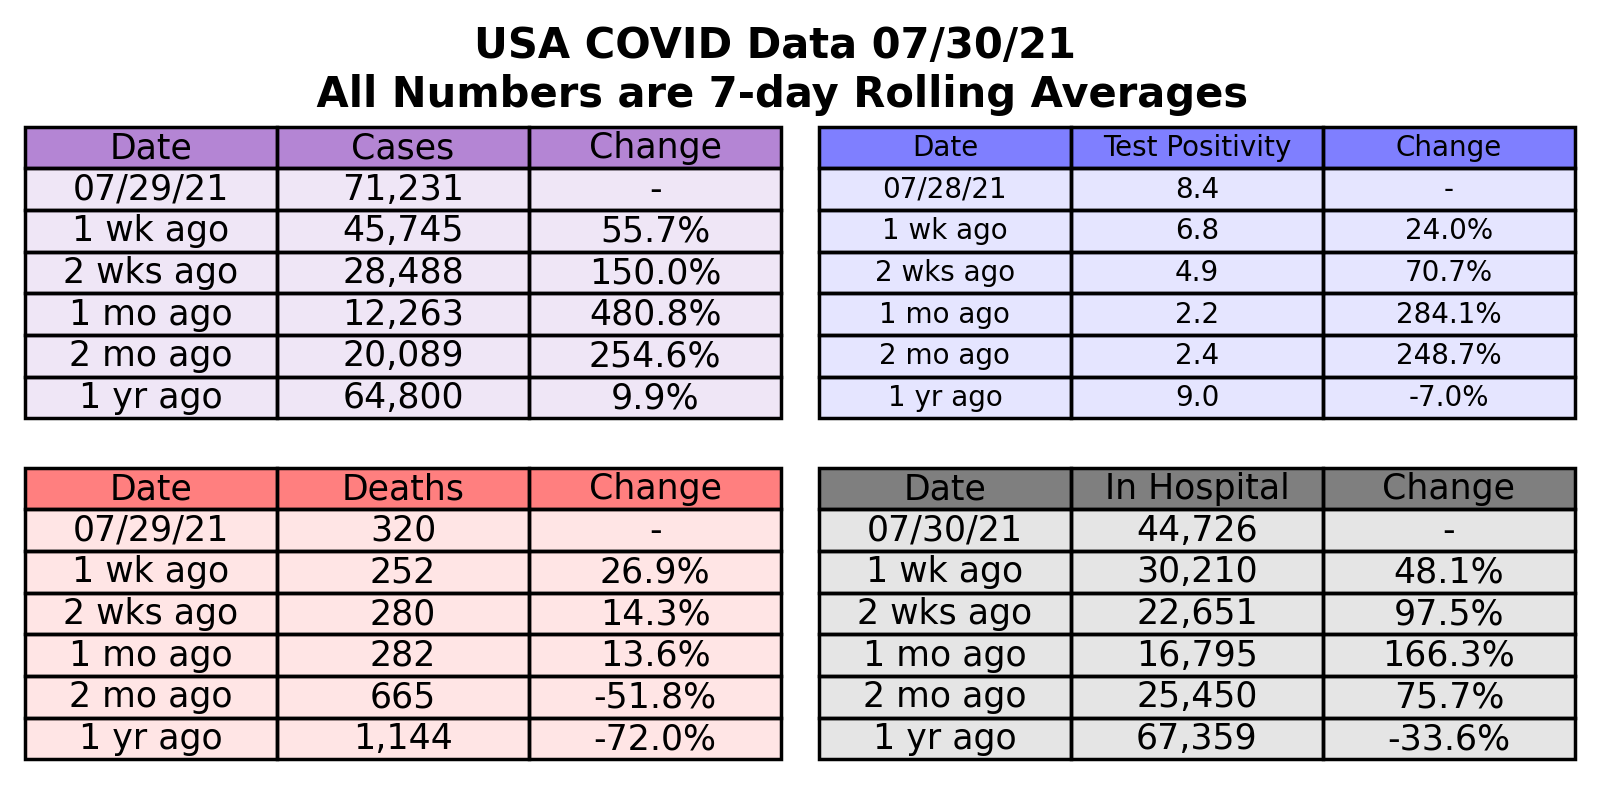 USA COVID Data 07/30/21
All Numbers are 7-day Rolling Averages
Date Cases Change
07/29/21 71,231 -
1 wk ago 45,745 55.7%
2 wks ago 28,488 150.0%
1 mo ago 12,263 480.8%
2 mo ago 20,089 254.6%
1 yr ago 64,800 9.9%
Date Test Positivity Change
07/28/21 8.4 -
1 wk ago 6.8 24.0%
2 wks ago 4.9 70.7%
1 mo ago 2.2 284.1%
2 mo ago 2.4 248.7%
1 yr ago 9.0 -7.0%
Date Deaths Change
07/29/21 320 -
1 wk ago 252 26.9%
2 wks ago 280 14.3%
1 mo ago 282 13.6%
2 mo ago 665 -51.8%
1 yr ago 1,144 -72.0%
Date In Hospital Change
07/30/21 44,726 -
1 wk ago 30,210 48.1%
2 wks ago 22,651 97.5%
1 mo ago 16,795 166.3%
2 mo ago 25,450 75.7%
1 yr ago 67,359 -33.6%